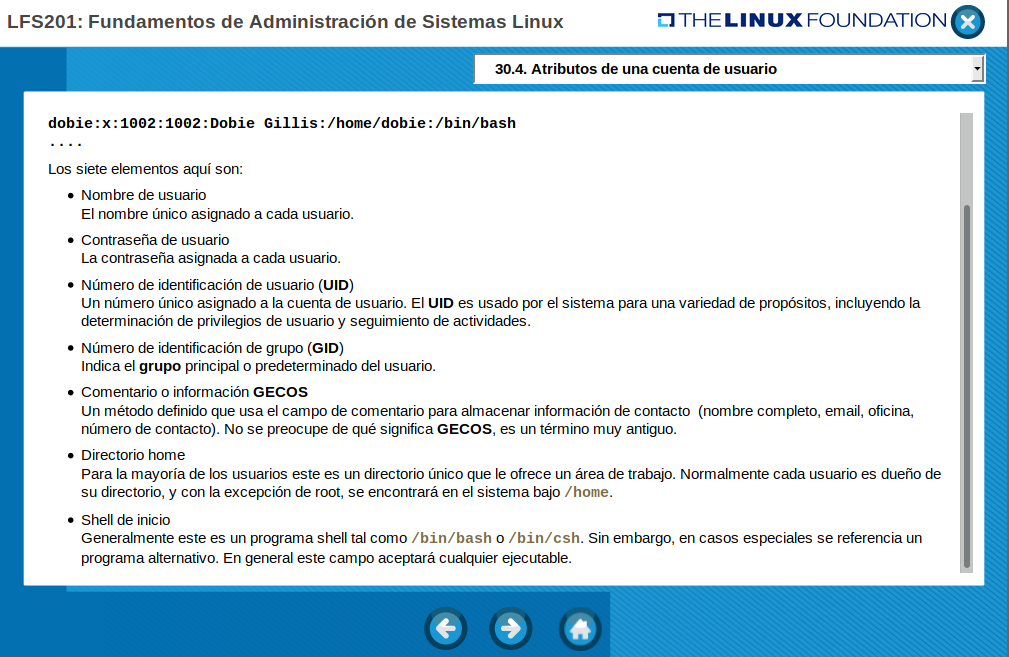 LFS201: Fundamentos de Administración de Sistemas Linux
THE LINUX FOUNDATION
30.4. Atributos de una cuenta de usuario
dobie:x:1002:1002:Dobie Gillis:/home/dobie:/bin/bash
....
Los siete elementos aquí son:
• Nombre de usuario
El nombre único asignado a cada usuario.
• Contraseña de usuario
La contraseña asignada a cada usuario.
• Número de identificación de usuario (UID)
Un número único asignado a la cuenta de usuario. El UID es usado por el sistema para una variedad de propósitos, incluyendo la
determinación de privilegios de usuario y seguimiento de actividades.
• Número de identificación de grupo (GID)
Indica el grupo principal o predeterminado del usuario.
• Comentario o información GECOS
Un método definido que usa el campo de comentario para almacenar información de contacto (nombre completo, email, oficina,
número de contacto). No se preocupe de qué significa GECOS, es un término muy antiguo.
• Directorio home
Para la mayoría de los usuarios este es un directorio único que le ofrece un área de trabajo. Normalmente cada usuario es dueño de
su directorio, y con la excepción de root, se encontrará en el sistema bajo /home.
• Shell de inicio
Generalmente este es un programa shell tal como /bin/bash o /bin/csh. Sin embargo, en casos especiales se referencia un
programa alternativo. En general este campo aceptará cualquier ejecutable.